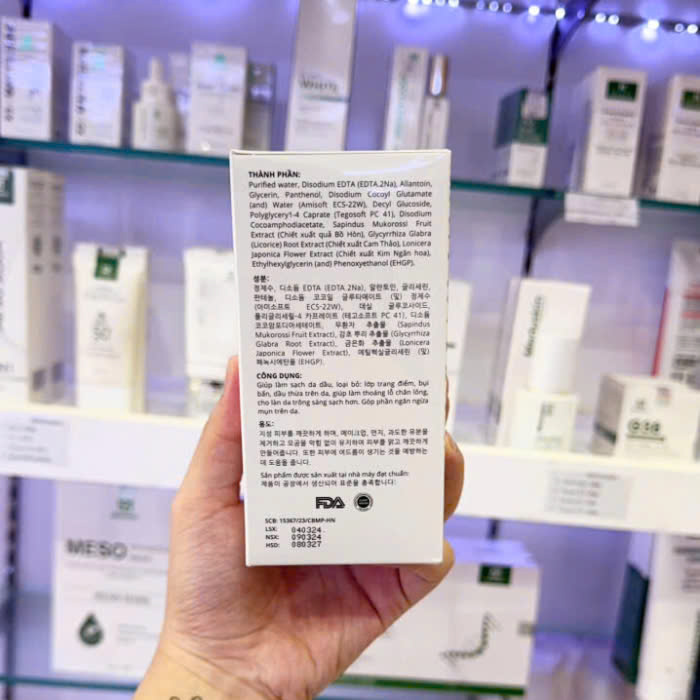 THÀNH PHẦN:
Purified water, Disodium EDTA (EDTA.2Na), Allantoin,
Glycerin, Panthenol, Disodium Cocoyl Glutamate
(and) Water (Amisoft ECS-22W), Decyl Glucoside,
Polyglycery1-4 Caprate (Tegosoft PC 41), Disodium
Cocoamphodiacetate, Sapindus Mukorossi Fruit
Extract (Chiết xuất quả Bồ Hòn), Glycyrrhiza Glabra
(Licorice) Root Extract (Chiết xuất Cam Thảo), Lonicera
Japonica Flower Extract (Chiết xuất Kim Ngân hoa),
Ethylhexylglycerin (and) Phenoxyethanol (EHGP).
성분:
정제수, 디소듐 EDTA (EDTA 2Na), 알란토인, 글리세린,
판테놀, 디소듐 코코일 글루타메이트 (및) 정제수
(아미소프트 ECS-22W), 데실 글루코사이드,
폴리글리세릴-4 카프레이트 (테고소프트 PC 41), 디소듐
코코암포디아세테이트, 무환자 추출물 (Sapindus
Mukorossi Fruit Extract), 감초 뿌리 추출물 (Glycyrrhiza
Glabra Root Extract), 금은화 추출물 (Lonicera
Japonica Flower Extract), 에틸헥실글리세린 (및)
페녹시에탄올 (EHGP).
CÔNG DỤNG:
Giúp làm sạch da dầu, loại bỏ: lớp trang điểm, bụi
bẩn, dầu thừa trên da, giúp làm thoáng lỗ chân lông,
cho làn da trông sáng sạch hơn. Góp phần ngăn ngừa
mụn trên da.
용도:
지성 피부를 깨끗하게 하며, 메이크업, 먼지, 과도한 유분을
제거하고 모공을 막힘 없이 유지하며 피부를 맑고 깨끗하게
만들어줍니다. 또한 피부에 여드름이 생기는 것을 예방하는
데 도움을 줍니다.
Sản phẩm được sản xuất tại nhà máy đạt chuẩn:
제품이 공장에서 생산되어 표준을 충족합니다:
FDA
SCB: 15367/23/CBMP-HN
LSX: 040324
NSX: 090324
HSD: 080327
MESO